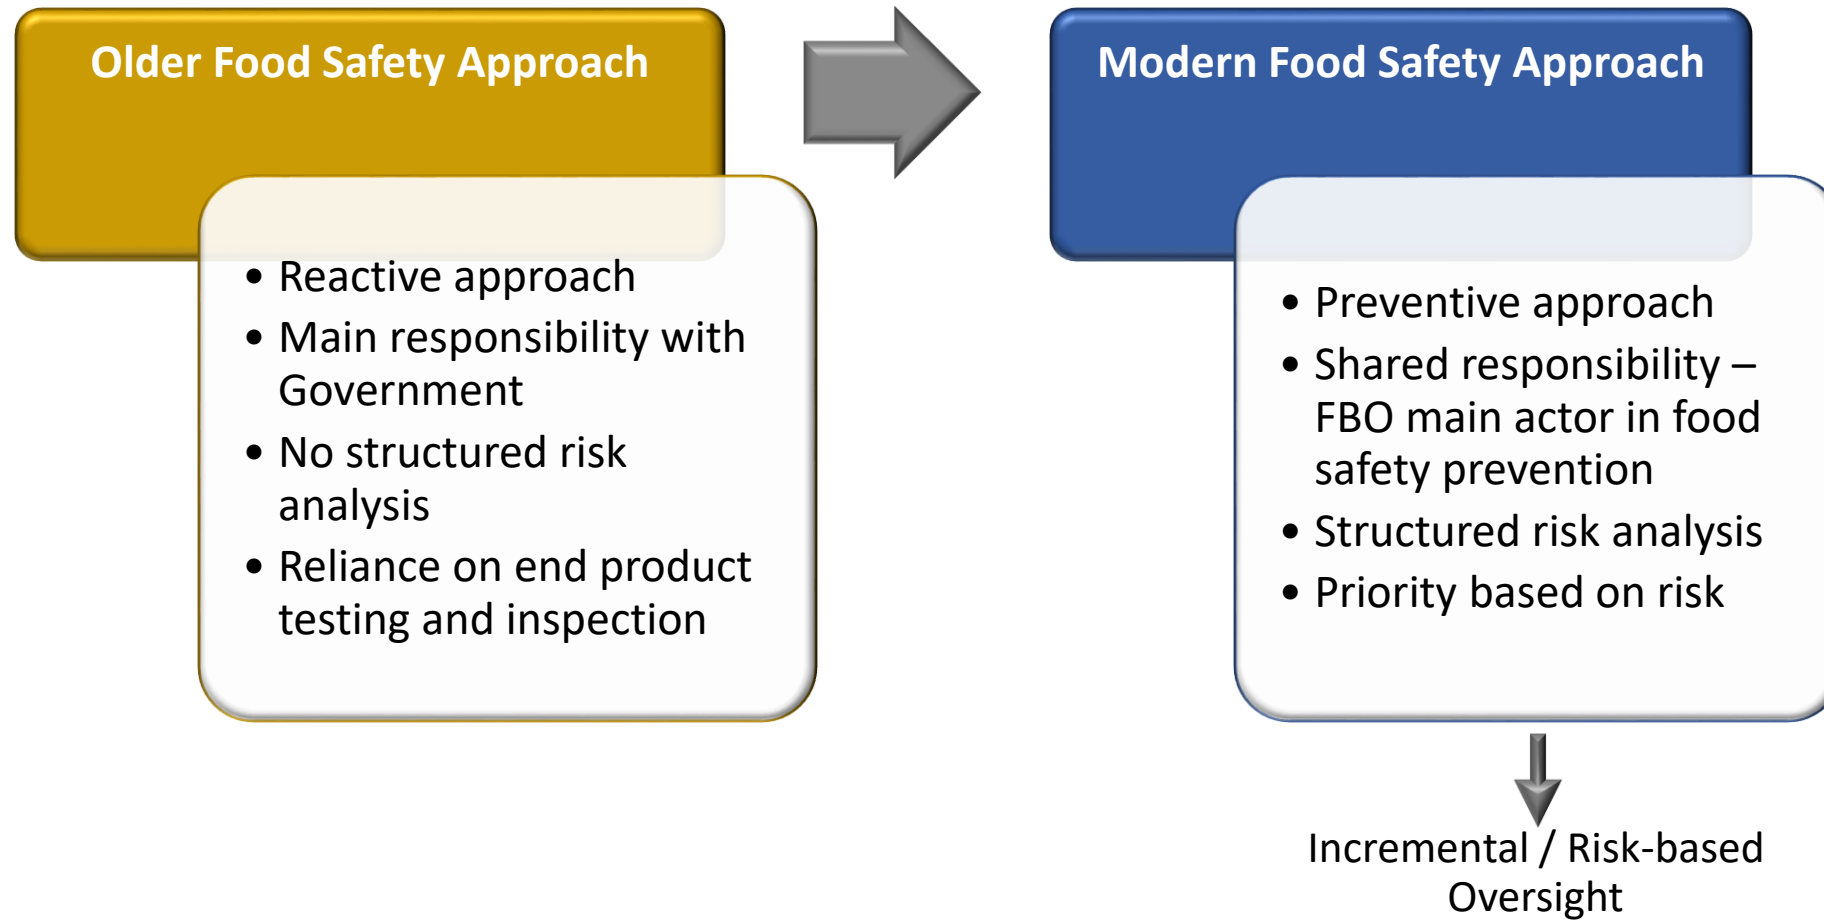 Older Food Safety Approach
• Reactive approach
• Main responsibility with
Government
• No structured risk
analysis
• Reliance on end product
testing and inspection
Modern Food Safety Approach
• Preventive approach
• Shared responsibility –
FBO main actor in food
safety prevention
• Structured risk analysis
• Priority based on risk
Incremental / Risk-based
Oversight